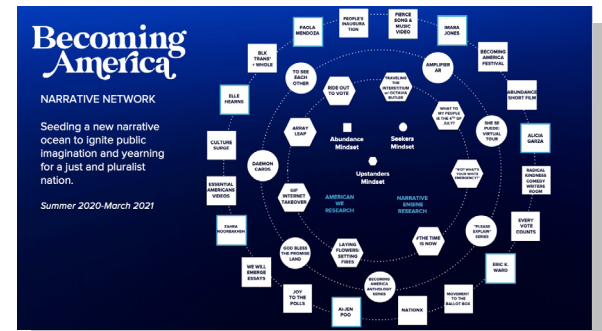 Becoming
America
NARRATIVE NETWORK
Seeding a new narrative
ocean to ignite public
imagination and yearning
for a just and pluralist
nation.
Summer 2020-March 2021
PAOLA
MENDOZA
PEOPLE'S
INAUGURA
TION
FIERCE
SONG &
MUSIC
VIDEO
IMARA
JONES
BECOMING
AMERICA
FESTIVAL
ABUNDANCE
SHORT FILM
ALICIA
GARZA
RADICAL
KINDNESS
COMEDY
WRITERS
ROOM
EVERY
VOTE
COUNTS
ERIC K.
WARD
MOVEMENT
TO THE
BALLOT BOX
NATIONX
AI-JEN
POO
JOY
TO THE
POLLS
WE WILL
EMERGE
ESSAYS
ZAHRA
NOORBAKHSH
ESSENTIAL
AMERICANS
VIDEOS
CULTURE
SURGE
ELLE
HEARNS
BLK
TRANS*
+ WHOLE
TO SEE
EACH
OTHER
AMPLIFIER
AR
SHE SE
PUEDE:
VIRTUAL
TOUR
"PLEASE
EXPLAIN"
SERIES
BECOMING
AMERICA
ANTHOLOGY
SERIES
GOD BLESS
THE PROMISE
LAND
DAEMON
CARDS
RIDE OUT
TO VOTE
TRAVELING
THE
INTERSTITIUM
w/ OCTAVIA
BUTLER
WHAT TO
MY PEOPLE
IS THE 4TH OF
JULY?
WHAT'S
YOUR WHITE
EMERGENCY?"
#THE TIME
IS NOW
LAYING
FLOWERS:
SETTING
FIRES
GIF
INTERNET
TAKEOVER
ARRAY
LEAP
Abundance
Mindset
Seekers
Mindset
Upstanders
Mindset
AMERICAN
WE
RESEARCH
NARRATIVE
ENGINE
RESEARCH